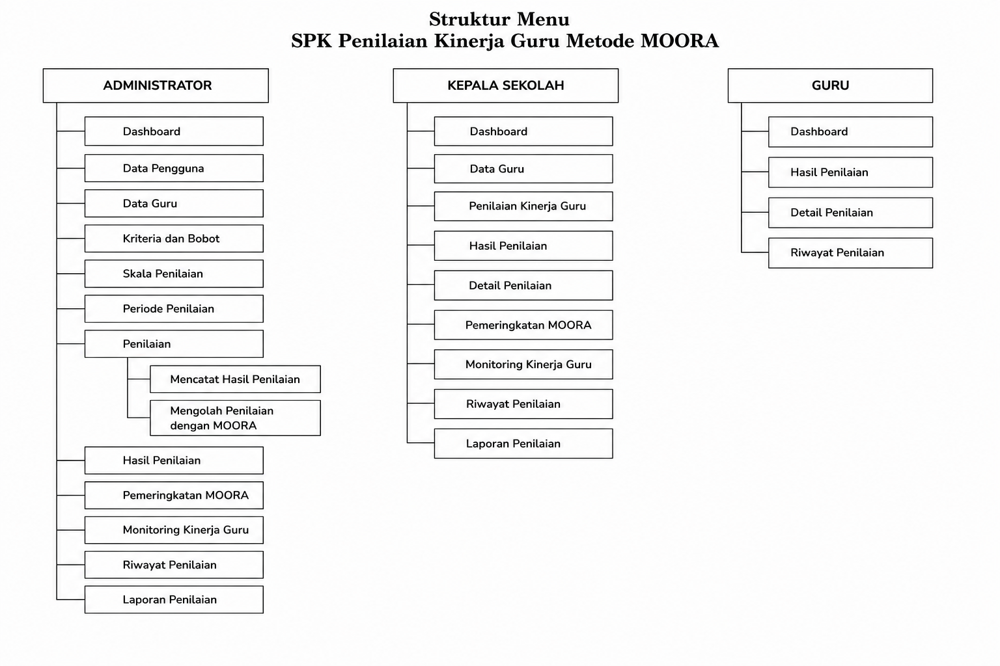 Struktur Menu
SPK Penilaian Kinerja Guru Metode MOORA
ADMINISTRATOR
Dashboard
Data Pengguna
Data Guru
Kriteria dan Bobot
Skala Penilaian
Periode Penilaian
Penilaian
Mencatat Hasil Penilaian
Mengolah Penilaian
dengan MOORA
Hasil Penilaian
Pemeringkatan MOORA
Monitoring Kinerja Guru
Riwayat Penilaian
Laporan Penilaian
KEPALA SEKOLAH
Dashboard
Data Guru
Penilaian Kinerja Guru
Hasil Penilaian
Detail Penilaian
Pemeringkatan MOORA
Monitoring Kinerja Guru
Riwayat Penilaian
Laporan Penilaian
GURU
Dashboard
Hasil Penilaian
Detail Penilaian
Riwayat Penilaian